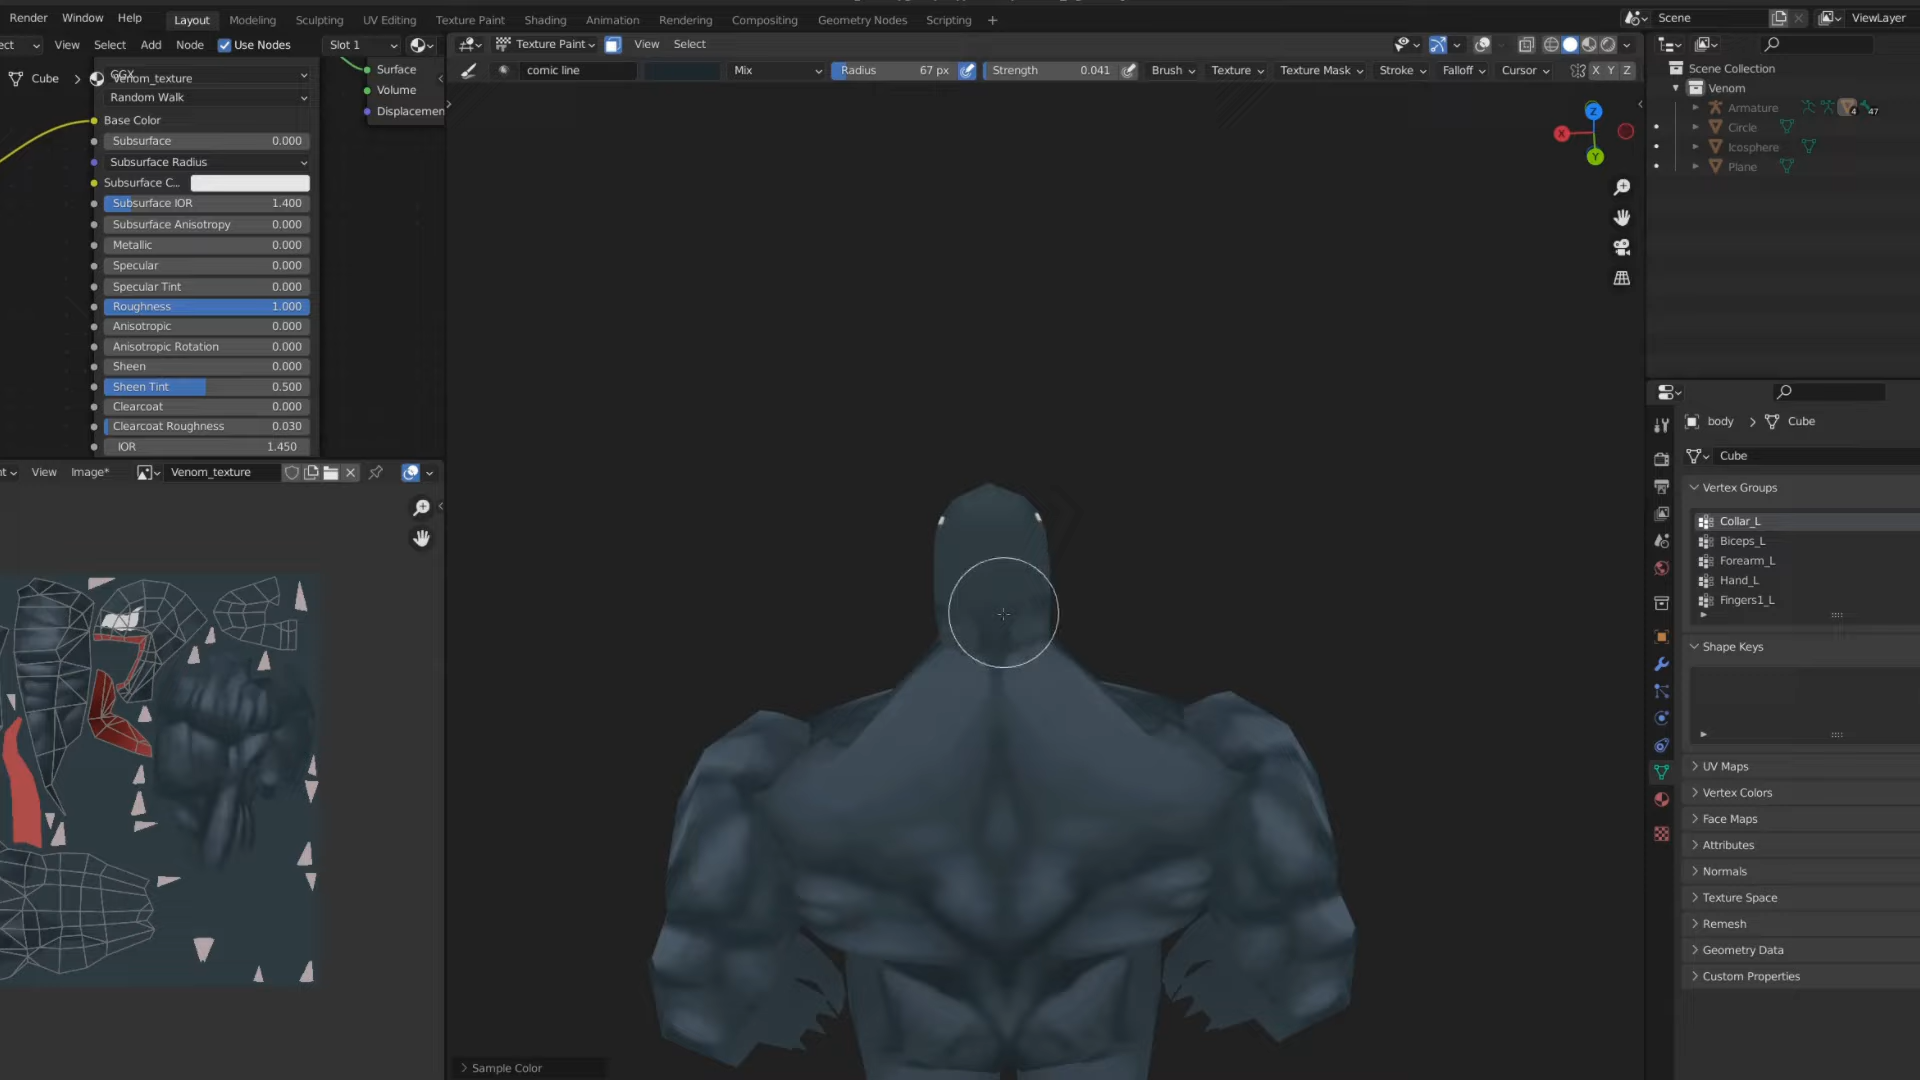 Render Window Help Layout Modeling Sculpting UV Editing Texture Paint Shading Animation Rendering Compositing Geometry Nodes Scripting + Scene ViewLayer
View Select Add Node Use Nodes Slot 1 Texture Paint View Select
comic line Mix Radius 67 px Strength 0.041 Brush Texture Texture Mask Stroke Falloff Cursor X Y Z
Cube > Venom_texture
GGX
Random Walk
Base Color
Subsurface 0.000
Subsurface Radius
Subsurface C...
Subsurface IOR 1.400
Subsurface Anisotropy 0.000
Metallic 0.000
Specular 0.000
Specular Tint 0.000
Roughness 1.000
Anisotropic 0.000
Anisotropic Rotation 0.000
Sheen 0.000
Sheen Tint 0.500
Clearcoat 0.000
Clearcoat Roughness 0.030
IOR 1.450
Surface
Volume
Displacemen
View Image* Venom_texture
Z
X
Y
Sample Color
Scene Collection
Venom
Armature 4 47
Circle
Icosphere
Plane
body > Cube
Cube
Vertex Groups
Collar_L
Biceps_L
Forearm_L
Hand_L
Fingers1_L
Shape Keys
UV Maps
Vertex Colors
Face Maps
Attributes
Normals
Texture Space
Remesh
Geometry Data
Custom Properties